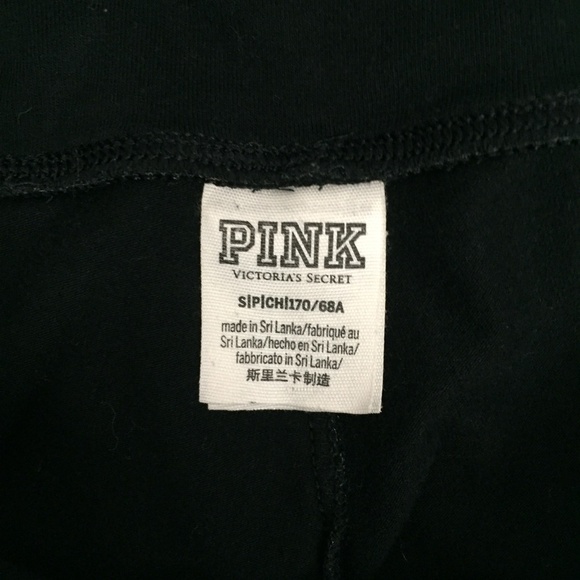 PINK
VICTORIA'S SECRET
S|P|CH|170/68A
made in Sri Lanka/fabriqué au
Sri Lanka/hecho en Sri Lanka/
fabbricato in Sri Lanka/
斯里兰卡制造